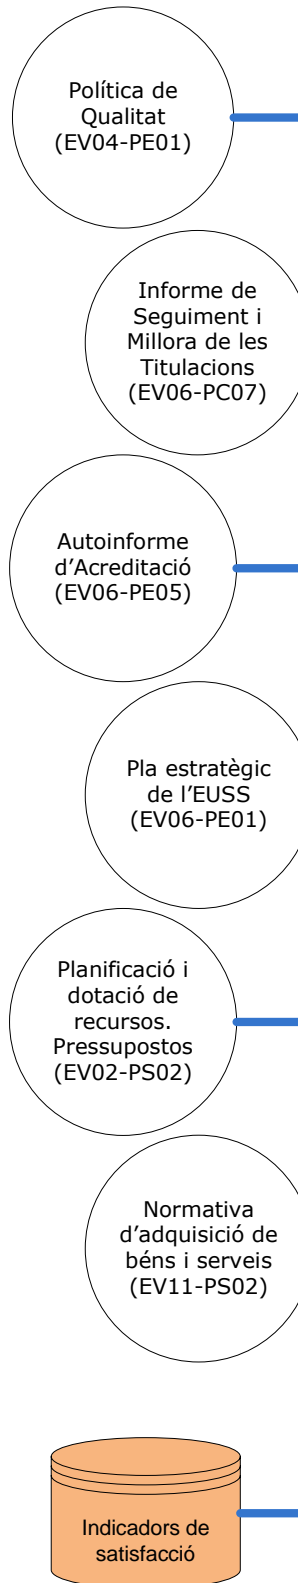 Política de
Qualitat
(EV04-PE01)
Informe de
Seguiment i
Millora de les
Titulacions
(EV06-PC07)
Autoinforme
d’Acreditació
(EV06-PE05)
Pla estratègic
de l’EUSS
(EV06-PE01)
Planificació i
dotació de
recursos.
Pressupostos
(EV02-PS02)
Normativa
d’adquisició de
béns i serveis
(EV11-PS02)
Indicadors de
satisfacció